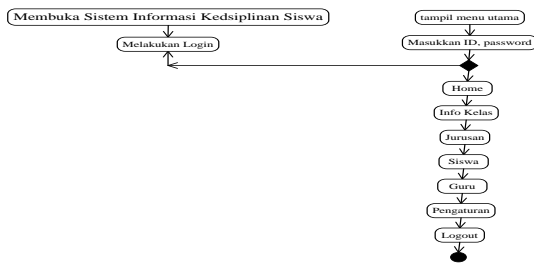 Membuka Sistem Informasi Kedsiplinan Siswa
Melakukan Login
tampil menu utama
Masukkan ID, password
Home
Info Kelas
Jurusan
Siswa
Guru
Pengaturan
Logout